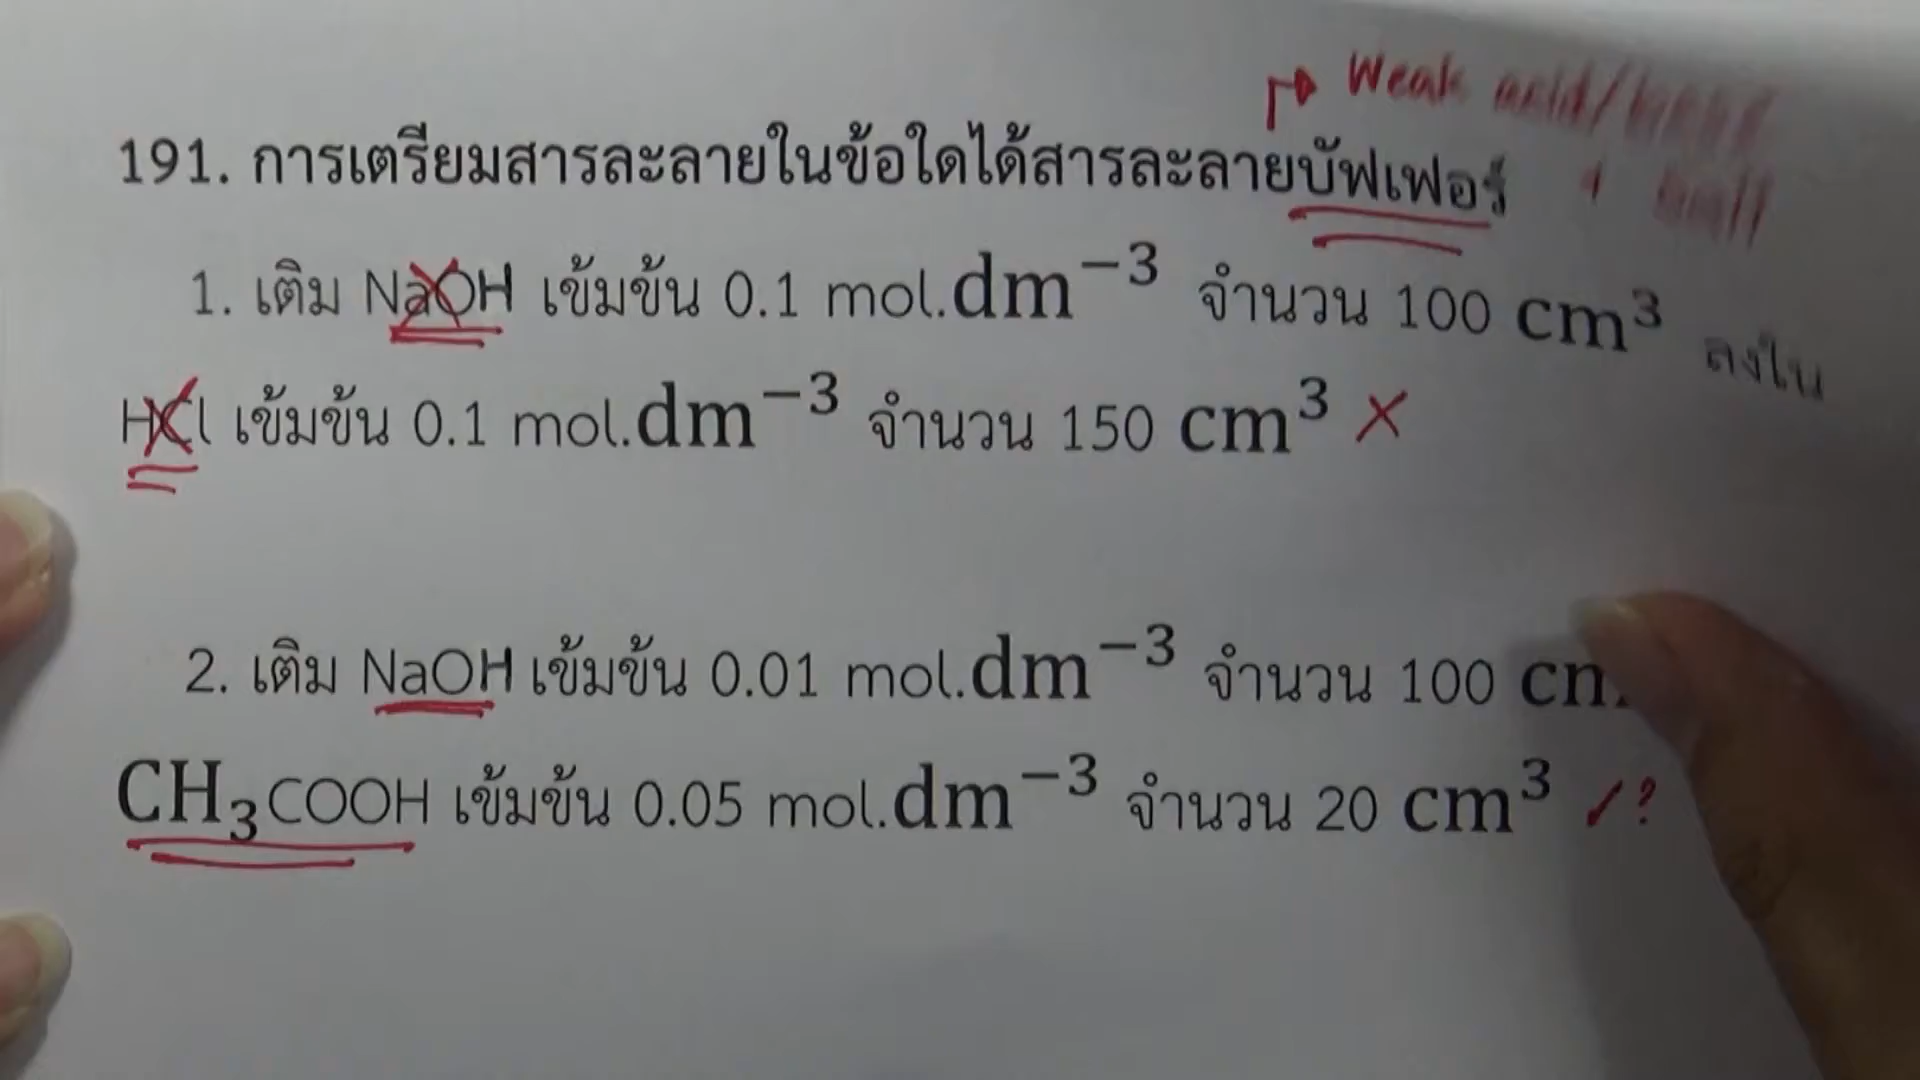 Weak acid/base
191. การเตรียมสารละลายในข้อใดได้สารละลายบัฟเฟอร์
1. เติม NaOH เข้มข้น 0.1 mol.dm⁻³ จำนวน 100 cm³ ลงใน
HCl เข้มข้น 0.1 mol.dm⁻³ จำนวน 150 cm³ ×
2. เติม NaOH เข้มข้น 0.01 mol.dm⁻³ จำนวน 100
CH₃COOH เข้มข้น 0.05 mol.dm⁻³ จำนวน 20 cm³ / ?